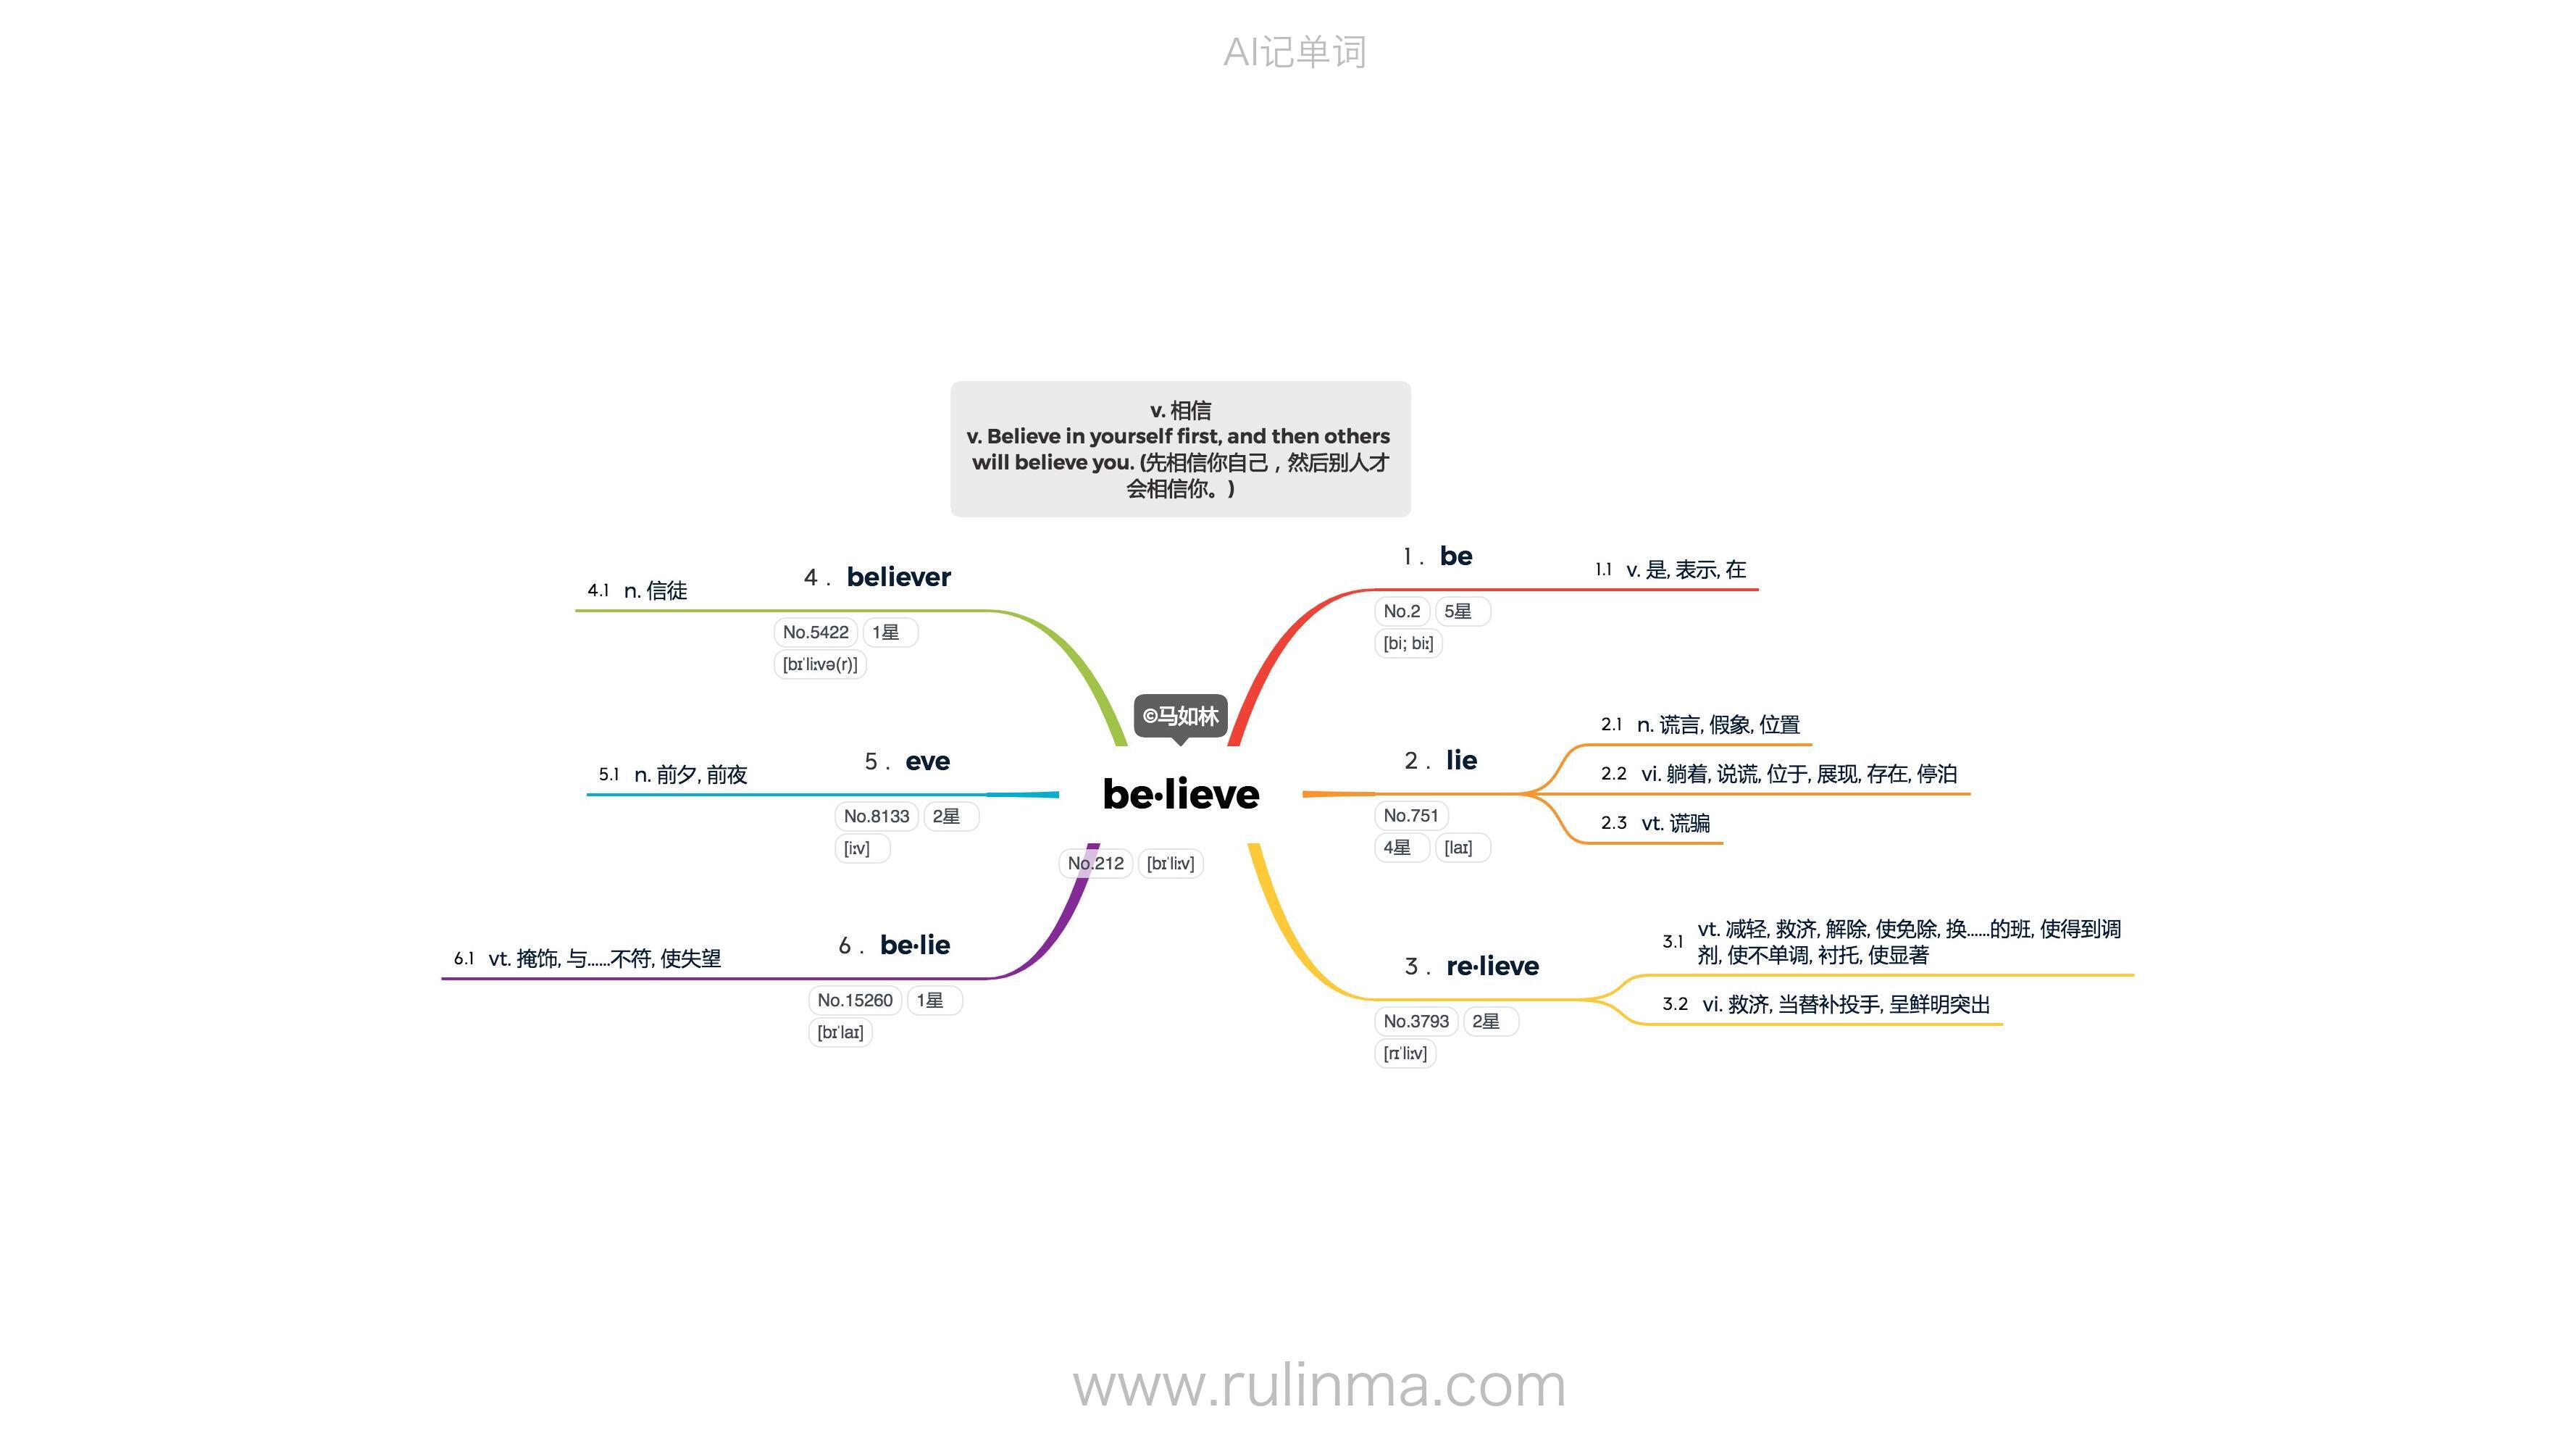 AI记单词
v. 相信
v. Believe in yourself first, and then others
will believe you. (先相信你自己，然后别人才
会相信你。)
©马如林
be·lieve
No.212 [bɪˈliːv]
1 . be
No.2 5星
[bi; biː]
1.1 v. 是, 表示, 在
2 . lie
No.751
4星 [laɪ]
2.1 n. 谎言, 假象, 位置
2.2 vi. 躺着, 说谎, 位于, 展现, 存在, 停泊
2.3 vt. 谎骗
3 . re·lieve
No.3793 2星
[rɪˈliːv]
3.1 vt. 减轻, 救济, 解除, 使免除, 换……的班, 使得到调
剂, 使不单调, 衬托, 使显著
3.2 vi. 救济, 当替补投手, 呈鲜明突出
4 . believer
No.5422 1星
[bɪˈliːvə(r)]
4.1 n. 信徒
5 . eve
No.8133 2星
[iːv]
5.1 n. 前夕, 前夜
6 . be·lie
No.15260 1星
[bɪˈlaɪ]
6.1 vt. 掩饰, 与……不符, 使失望
www.rulinma.com